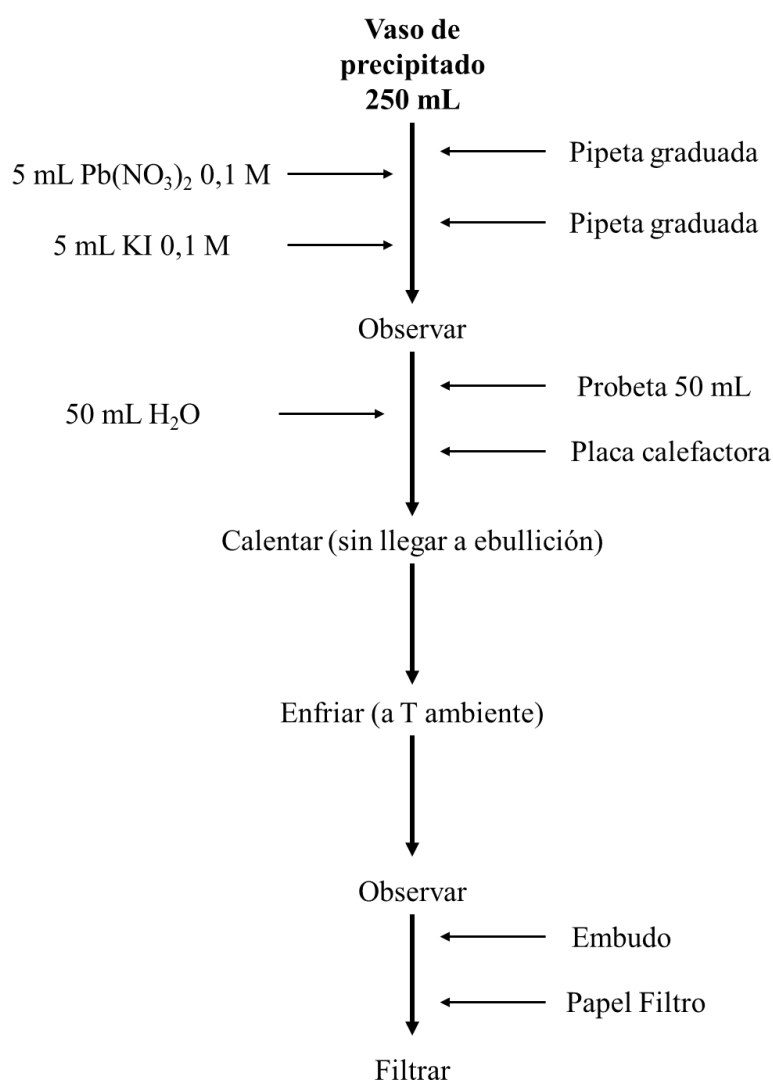 Vaso de
precipitado
250 mL
Pipeta graduada
5 mL Pb(NO₃)₂ 0,1 M
Pipeta graduada
5 mL KI 0,1 M
Observar
Probeta 50 mL
50 mL H₂O
Placa calefactora
Calentar (sin llegar a ebullición)
Enfriar (a T ambiente)
Observar
Embudo
Papel Filtro
Filtrar